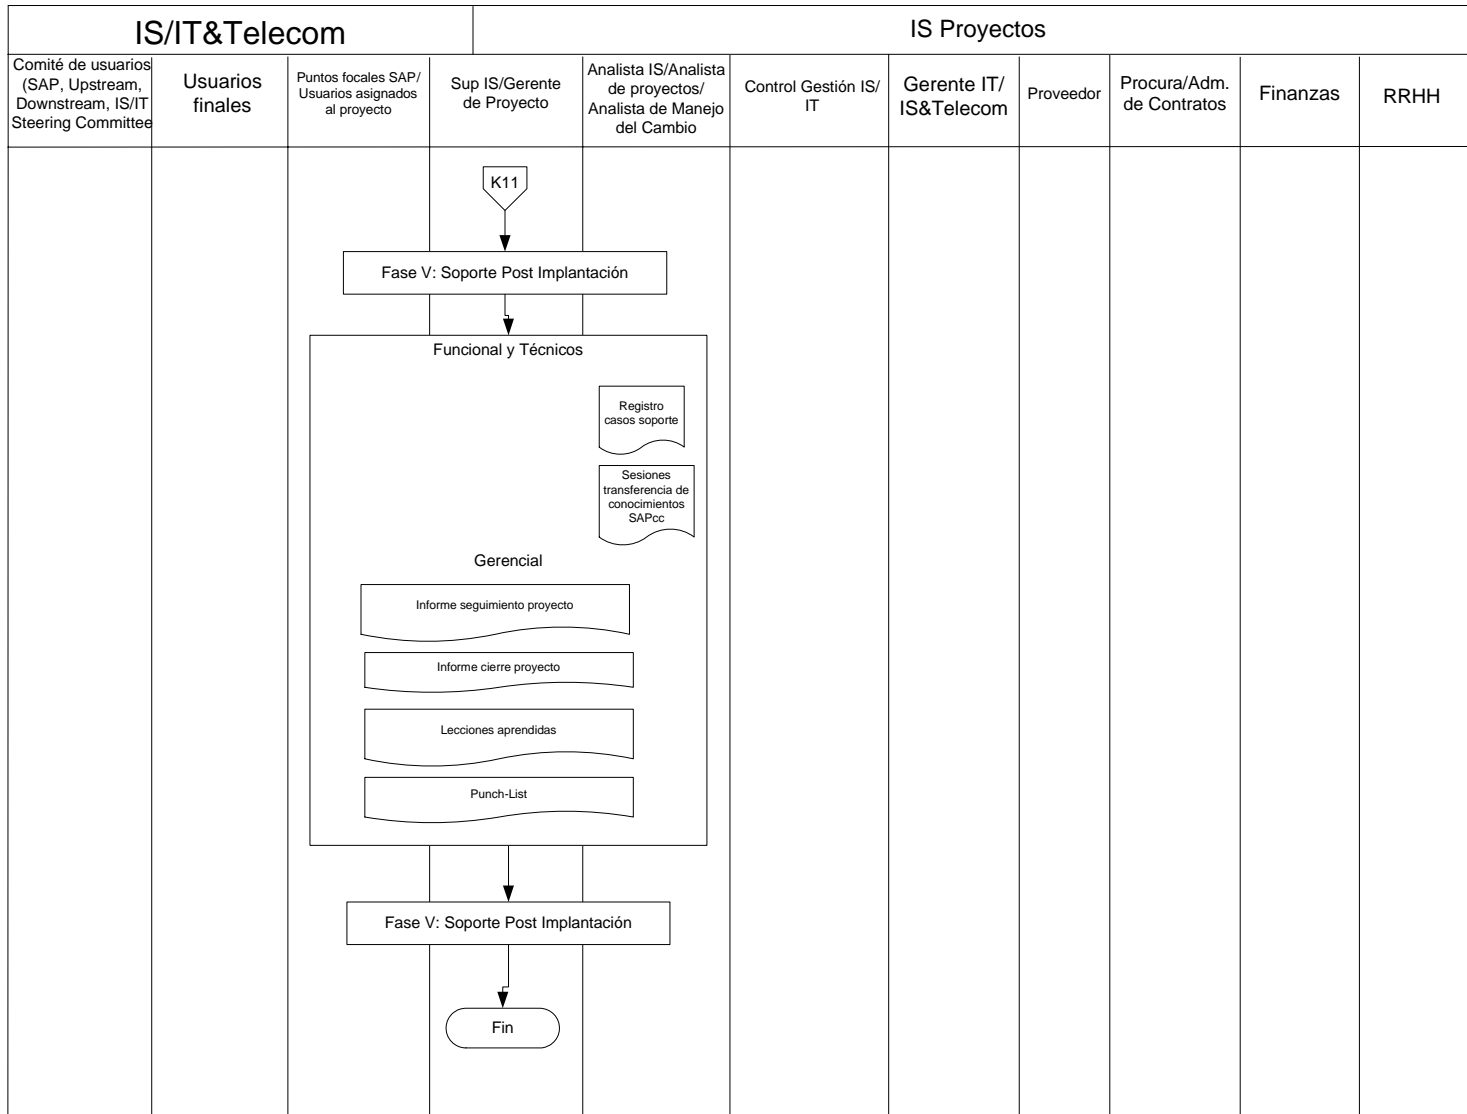 IS/IT&Telecom
IS Proyectos
Comité de usuarios
(SAP, Upstream,
Downstream, IS/IT
Steering Committee
Usuarios
finales
Puntos focales SAP/
Usuarios asignados
al proyecto
Sup IS/Gerente
de Proyecto
Analista IS/Analista
de proyectos/
Analista de Manejo
del Cambio
Control Gestión IS/
IT
Gerente IT/
IS&Telecom
Proveedor
Procura/Adm.
de Contratos
Finanzas
RRHH
K11
Fase V: Soporte Post Implantación
Funcional y Técnicos
Registro
casos soporte
Sesiones
transferencia de
conocimientos
SAPcc
Gerencial
Informe seguimiento proyecto
Informe cierre proyecto
Lecciones aprendidas
Punch-List
Fase V: Soporte Post Implantación
Fin